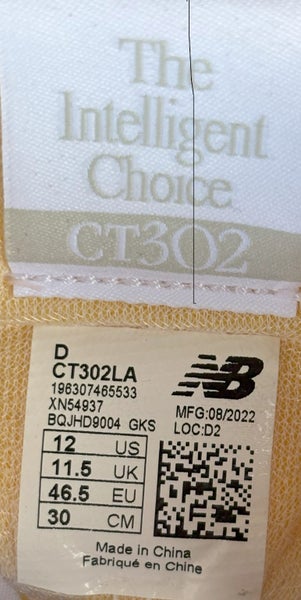 The
Intelligent
Choice
CT302
D
CT302LA
196307465533
XN54937
BQJHD9004 GKS
NB
MFG:08/2022
LOC:D2
12 US
11.5 UK
46.5 EU
30 CM
Made in China
Fabriqué en Chine